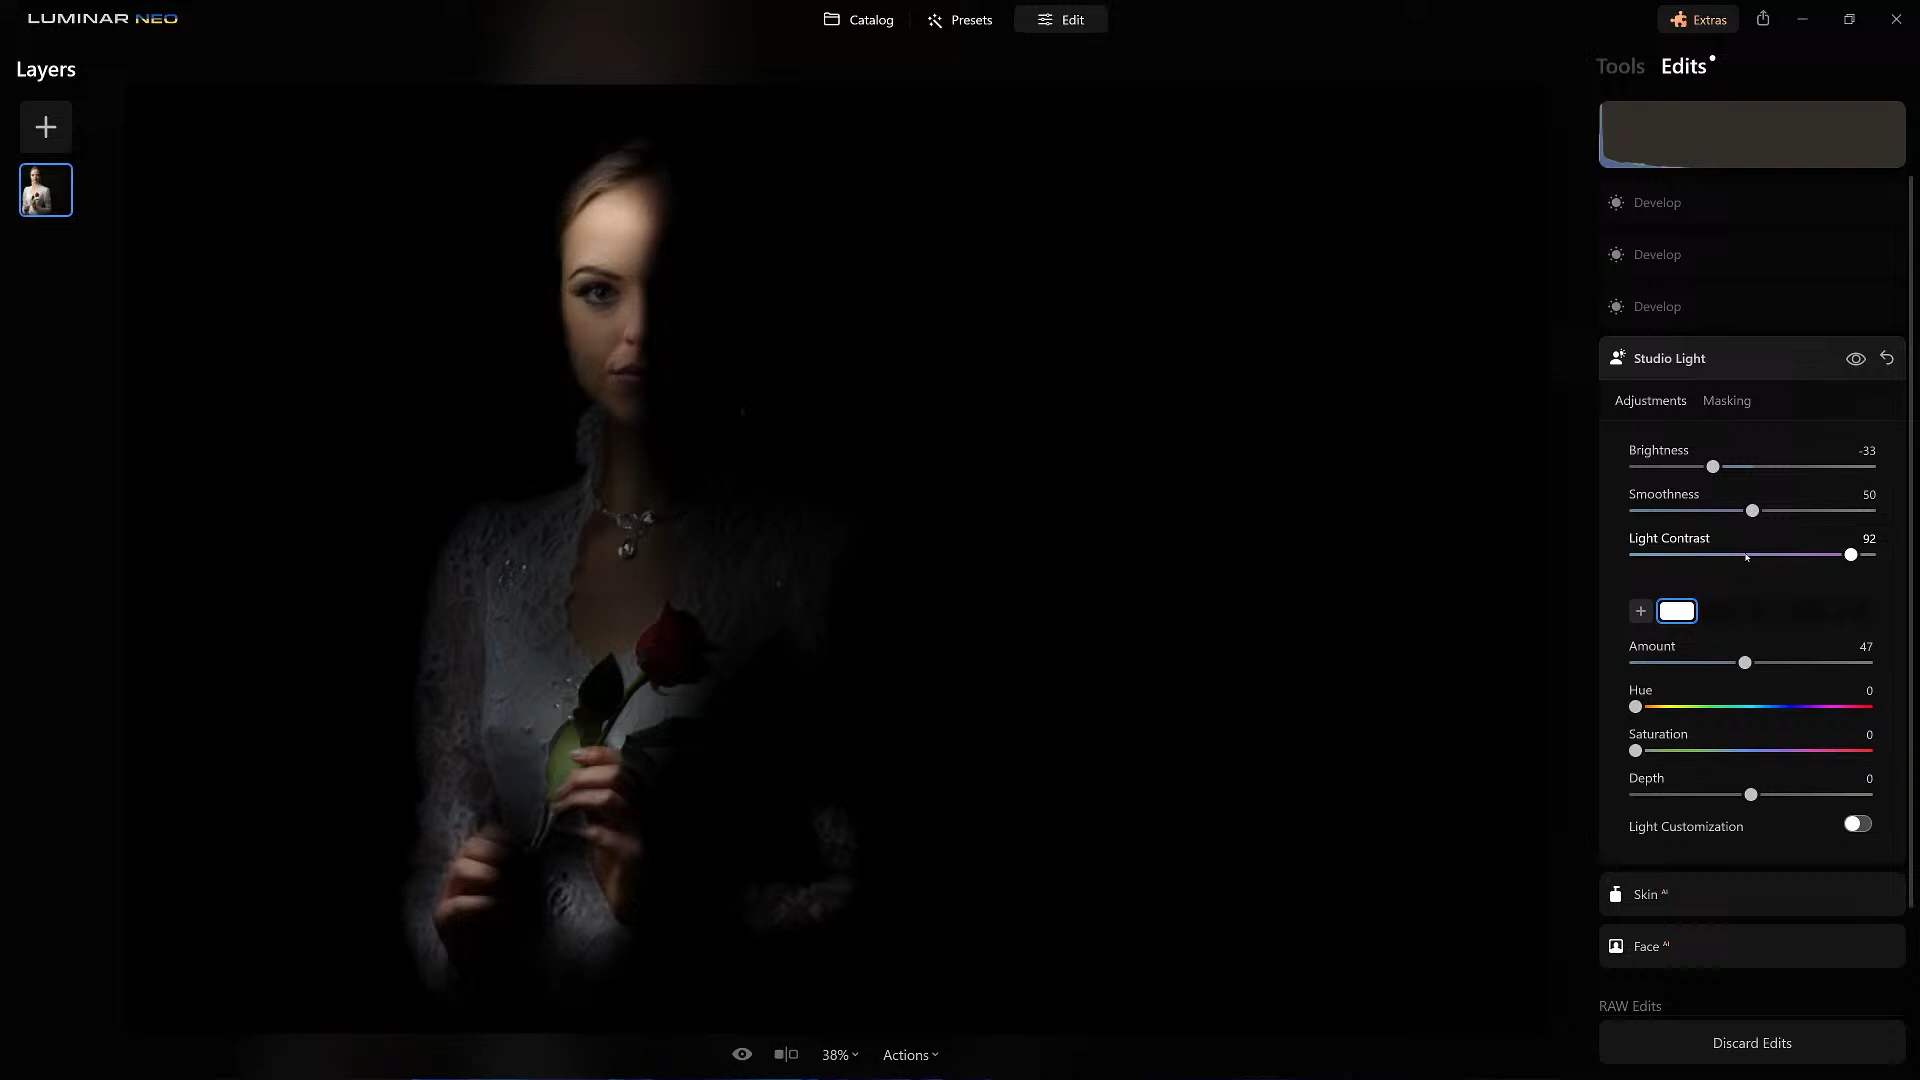 LUMINAR NEO
Catalog
Presets
Edit
Extras
Layers
Tools
Edits
Develop
Develop
Develop
Studio Light
Adjustments
Masking
Brightness -33
Smoothness 50
Light Contrast 92
Amount 47
Hue 0
Saturation 0
Depth 0
Light Customization
Skin AI
Face AI
RAW Edits
Discard Edits
38%
Actions